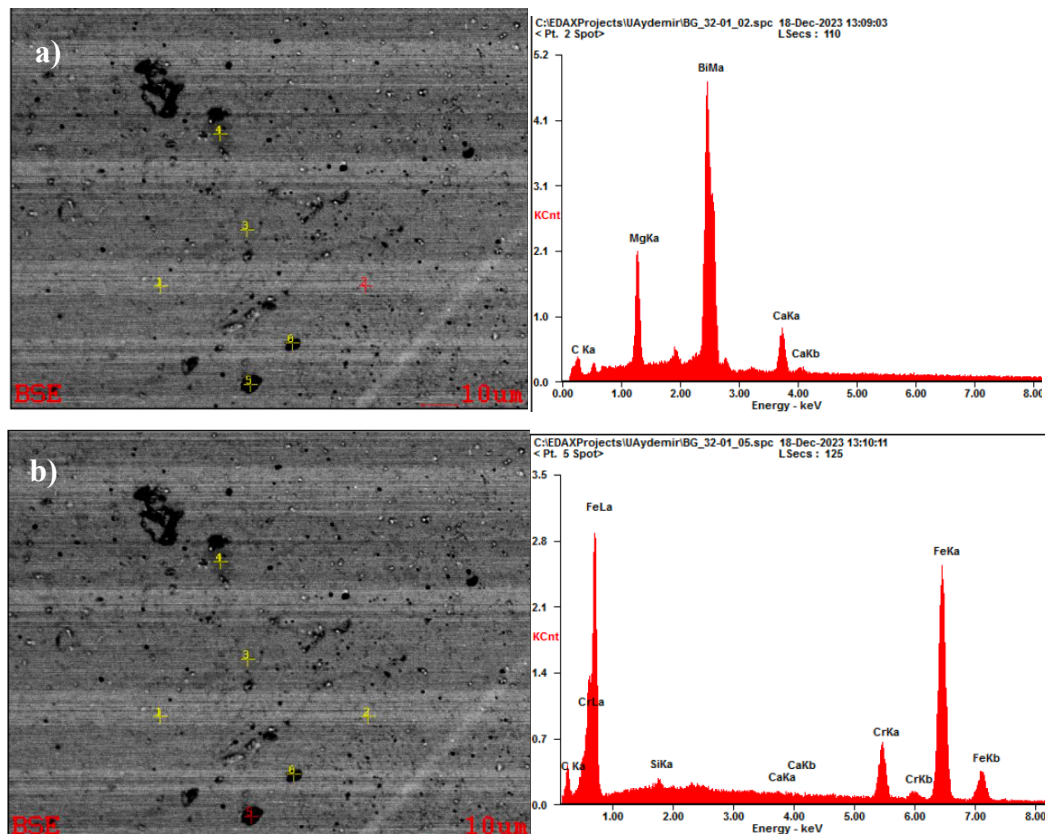 a)
4
3
1
2
6
5
BSE
10um
C:\EDAXProjects\UAydemir\BG_32-01_02.spc 18-Dec-2023 13:09:03
< Pt. 2 Spot> LSecs : 110
5.2
4.1
3.1
KCnt
2.1
1.0
0.0
BiMa
MgKa
CaKa
C Ka
CaKb
0.00 1.00 2.00 3.00 4.00 5.00 6.00 7.00 8.00
Energy - keV
b)
4
3
1
2
6
BSE
10um
C:\EDAXProjects\UAydemir\BG_32-01_05.spc 18-Dec-2023 13:10:11
< Pt. 5 Spot> LSecs : 125
3.5
2.8
2.1
KCnt
1.4
0.7
0.0
FeLa
FeKa
CrLa
CrKa
CaKb
C Ka
SiKa
CaKa
CrKb
FeKb
1.00 2.00 3.00 4.00 5.00 6.00 7.00 8.00
Energy - keV